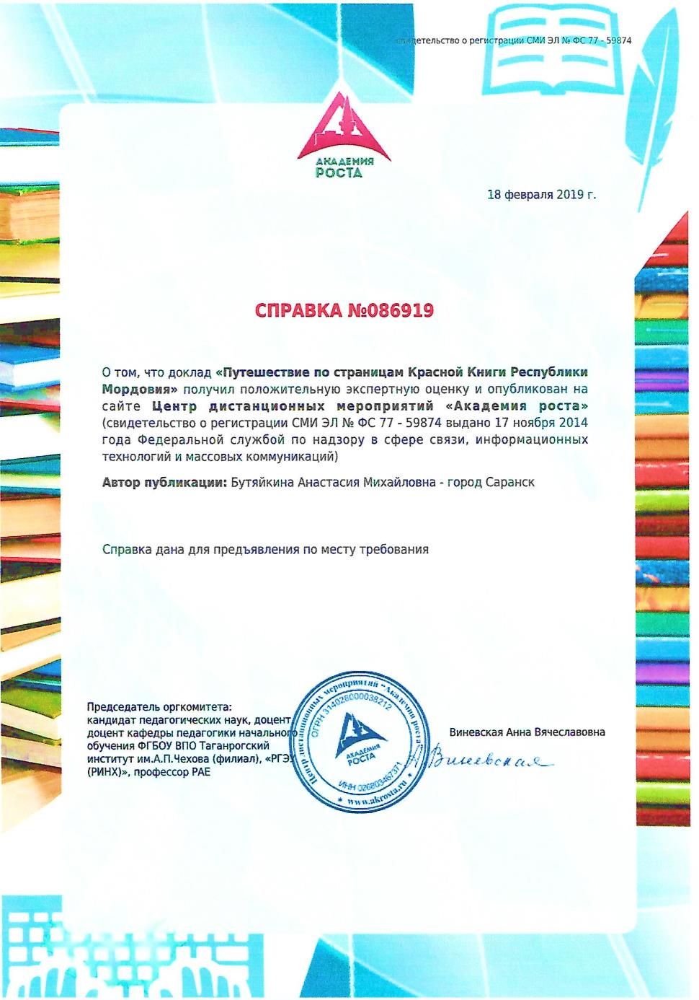 свидетельство о регистрации СМИ ЭЛ № ФС 77 - 59874
АКАДЕМИЯ
РОСТА
18 февраля 2019 г.
СПРАВКА №086919
О том, что доклад «Путешествие по страницам Красной Книги Республики
Мордовия» получил положительную экспертную оценку и опубликован на
сайте Центр дистанционных мероприятий «Академия роста»
(свидетельство о регистрации СМИ ЭЛ № ФС 77 - 59874 выдано 17 ноября 2014
года Федеральной службой по надзору в сфере связи, информационных
технологий и массовых коммуникаций)
Автор публикации: Бутяйкина Анастасия Михайловна - город Саранск
Справка дана для предъявления по месту требования
Председатель оргкомитета:
кандидат педагогических наук, доцент,
доцент кафедры педагогики начального
обучения ФГБОУ ВПО Таганрогский
институт им.А.П.Чехова (филиал), «РГЭУ
(РИНХ)», профессор РАЕ
Центр дистанционных мероприятий "Академия роста"
ОГРН 314028000038212
АКАДЕМИЯ
РОСТА
ИНН 026803467371
* www.akrosta.ru *
Виневская Анна Вячеславовна
А. Виневская